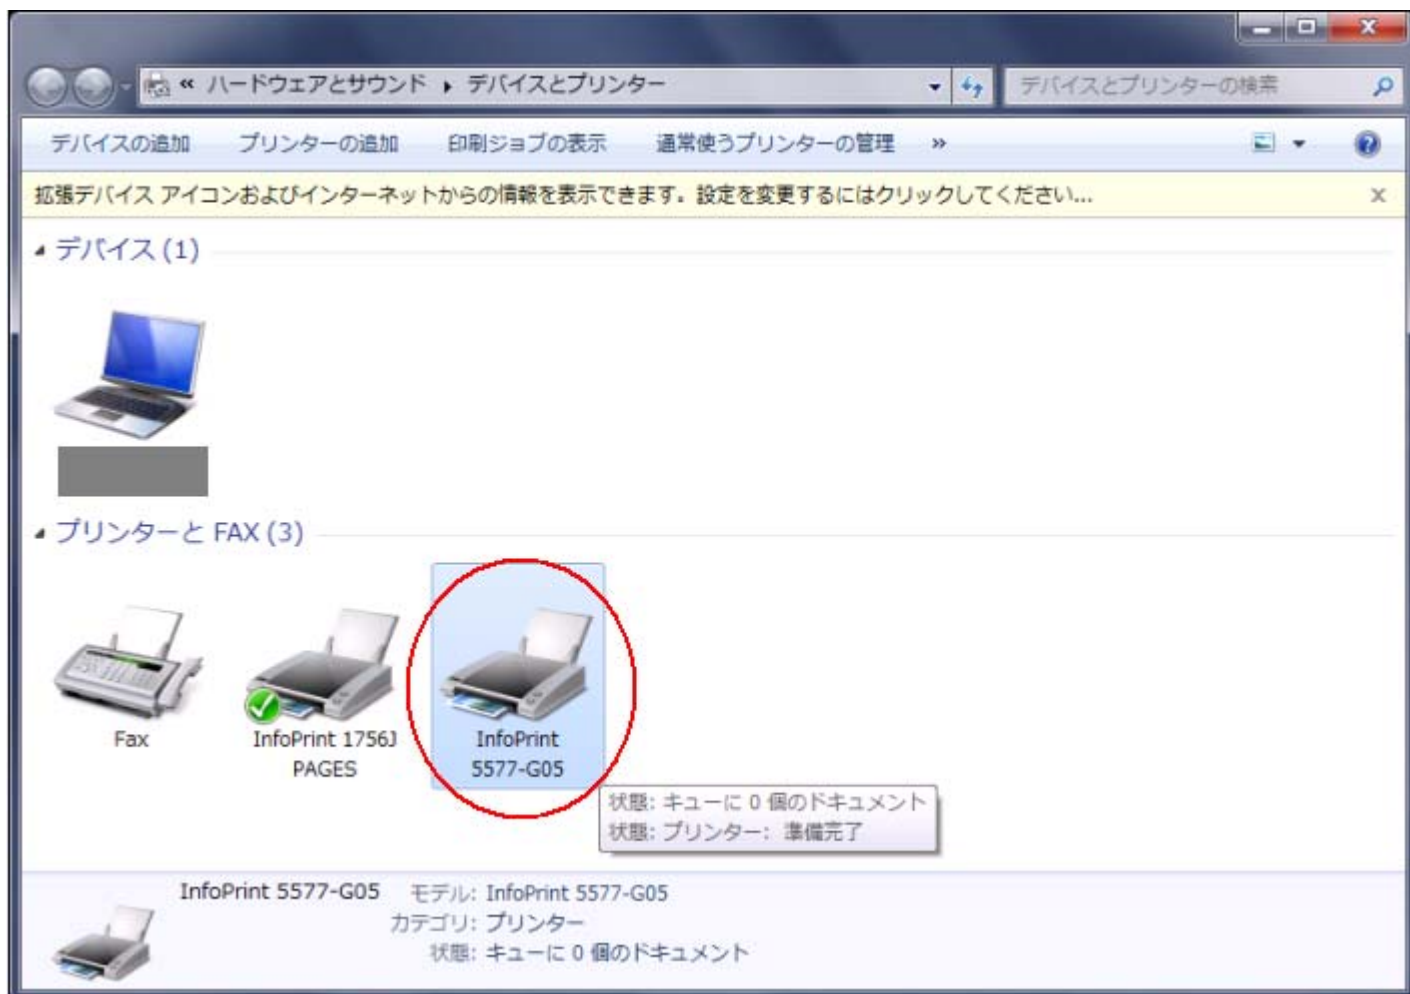 « ハードウェアとサウンド ▸ デバイスとプリンター
デバイスとプリンターの検索
デバイスの追加 プリンターの追加 印刷ジョブの表示 通常使うプリンターの管理 »
拡張デバイス アイコンおよびインターネットからの情報を表示できます。設定を変更するにはクリックしてください...
デバイス (1)
プリンターと FAX (3)
Fax
InfoPrint 1756J
PAGES
InfoPrint
5577-G05
状態: キューに 0 個のドキュメント
状態: プリンター: 準備完了
InfoPrint 5577-G05 モデル: InfoPrint 5577-G05
カテゴリ: プリンター
状態: キューに 0 個のドキュメント